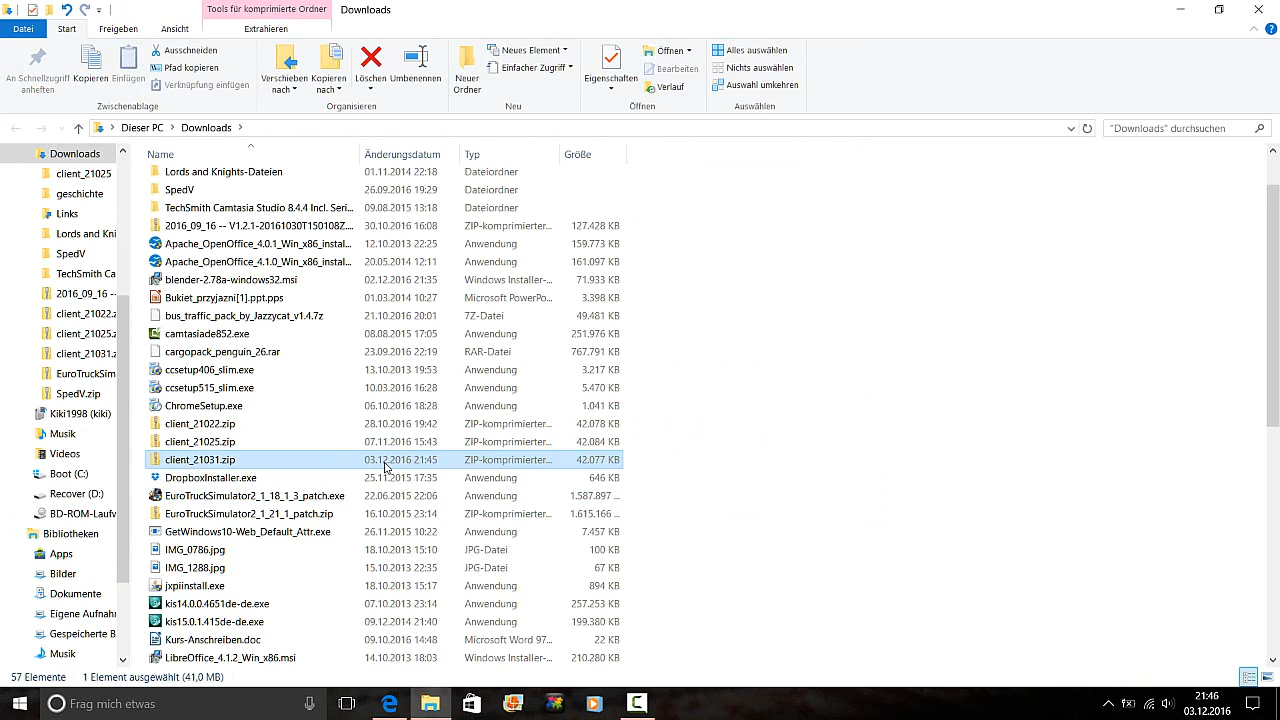 Tools für komprimierte Ordner Downloads
Datei Start Freigeben Ansicht Extrahieren
An Schnellzugriff anheften
Kopieren
Einfügen
Ausschneiden
Pfad kopieren
Verknüpfung einfügen
Zwischenablage
Verschieben nach
Kopieren nach
Löschen
Umbenennen
Organisieren
Neuer Ordner
Neues Element
Einfacher Zugriff
Neu
Eigenschaften
Öffnen
Bearbeiten
Verlauf
Öffnen
Alles auswählen
Nichts auswählen
Auswahl umkehren
Auswählen
Dieser PC Downloads
"Downloads" durchsuchen
Downloads
client_21025
geschichte
Links
Lords and Kni
SpedV
TechSmith Ca
2016_09_16 --
client_21022.z
client_21025.z
client_21031.z
EuroTruckSim
SpedV.zip
Kiki1998 (kiki)
Musik
Videos
Boot (C:)
Recover (D:)
BD-ROM-Laufw
Bibliotheken
Apps
Bilder
Dokumente
Eigene Aufnahr
Gespeicherte B
Musik
Name Änderungsdatum Typ Größe
Lords and Knights-Dateien 01.11.2014 22:18 Dateiordner
SpedV 26.09.2016 19:29 Dateiordner
TechSmith Camtasia Studio 8.4.4 Incl. Seri... 09.08.2015 13:18 Dateiordner
2016_09_16 -- V1.2.1-20161030T150108Z.... 30.10.2016 16:08 ZIP-komprimierter... 127.428 KB
Apache_OpenOffice_4.0.1_Win_x86_instal... 12.10.2013 22:25 Anwendung 159.773 KB
Apache_OpenOffice_4.1.0_Win_x86_instal... 20.05.2014 12:11 Anwendung 161.097 KB
blender-2.78a-windows32.msi 02.12.2016 21:35 Windows Installer-... 71.933 KB
Bukiet_przyjazni[1].ppt.pps 01.03.2014 10:27 Microsoft PowerPo... 3.398 KB
bus_traffic_pack_by_Jazzycat_v1.4.7z 21.10.2016 20:01 7Z-Datei 49.481 KB
camtasiade852.exe 08.08.2015 17:05 Anwendung 251.976 KB
cargopack_penguin_26.rar 23.09.2016 22:19 RAR-Datei 767.791 KB
ccsetup406_slim.exe 13.10.2013 19:53 Anwendung 3.217 KB
ccsetup515_slim.exe 10.03.2016 16:28 Anwendung 5.470 KB
ChromeSetup.exe 06.10.2016 18:28 Anwendung 1.041 KB
client_21022.zip 28.10.2016 19:42 ZIP-komprimierter... 42.078 KB
client_21025.zip 07.11.2016 15:43 ZIP-komprimierter... 42.084 KB
client_21031.zip 03.12.2016 21:45 ZIP-komprimierter... 42.077 KB
DropboxInstaller.exe 25.11.2015 17:35 Anwendung 646 KB
EuroTruckSimulator2_1_18_1_3_patch.exe 22.06.2015 22:06 Anwendung 1.587.897 ...
EuroTruckSimulator2_1_21_1_patch.zip 16.10.2015 23:14 ZIP-komprimierter... 1.615.166 ...
GetWindows10-Web_Default_Attr.exe 26.11.2015 10:22 Anwendung 7.457 KB
IMG_0786.jpg 18.10.2013 15:10 JPG-Datei 100 KB
IMG_1288.jpg 15.10.2013 22:35 JPG-Datei 67 KB
jxpiinstall.exe 18.10.2013 15:17 Anwendung 894 KB
kis14.0.0.4651de-de.exe 07.10.2013 23:14 Anwendung 257.253 KB
kis15.0.1.415de-de.exe 09.12.2014 21:40 Anwendung 199.380 KB
Kurs-Anschreiben.doc 09.10.2016 14:48 Microsoft Word 97... 22 KB
LibreOffice_4.1.2_Win_x86.msi 14.10.2013 18:03 Windows Installer-... 210.280 KB
57 Elemente 1 Element ausgewählt (41,0 MB)
Frag mich etwas
21:46
03.12.2016